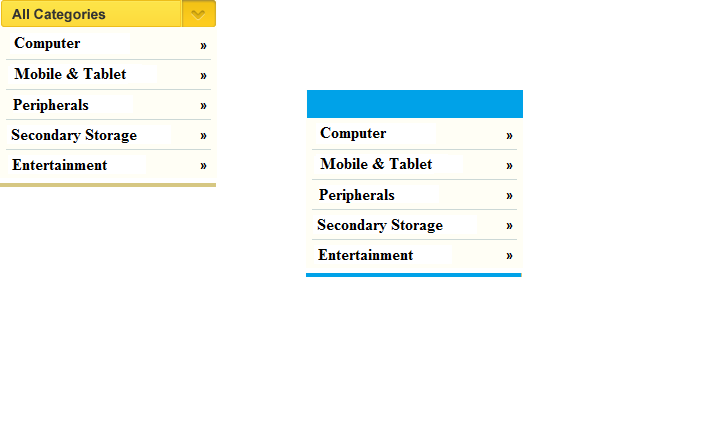 All Categories
Computer »
Mobile & Tablet »
Peripherals »
Secondary Storage »
Entertainment »
Computer »
Mobile & Tablet »
Peripherals »
Secondary Storage »
Entertainment »